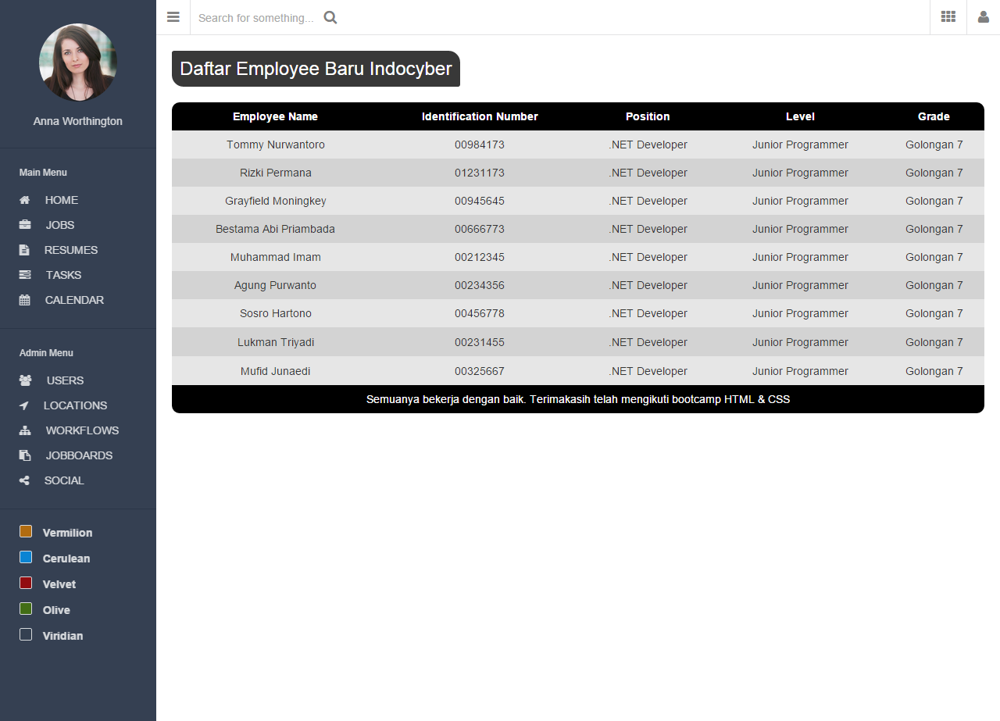 Search for something...
Anna Worthington
Main Menu
HOME
JOBS
RESUMES
TASKS
CALENDAR
Admin Menu
USERS
LOCATIONS
WORKFLOWS
JOBBOARDS
SOCIAL
Vermilion
Cerulean
Velvet
Olive
Viridian
Daftar Employee Baru Indocyber
Employee Name Identification Number Position Level Grade
Tommy Nurwantoro 00984173 .NET Developer Junior Programmer Golongan 7
Rizki Permana 01231173 .NET Developer Junior Programmer Golongan 7
Grayfield Moningkey 00945645 .NET Developer Junior Programmer Golongan 7
Bestama Abi Priambada 00666773 .NET Developer Junior Programmer Golongan 7
Muhammad Imam 00212345 .NET Developer Junior Programmer Golongan 7
Agung Purwanto 00234356 .NET Developer Junior Programmer Golongan 7
Sosro Hartono 00456778 .NET Developer Junior Programmer Golongan 7
Lukman Triyadi 00231455 .NET Developer Junior Programmer Golongan 7
Mufid Junaedi 00325667 .NET Developer Junior Programmer Golongan 7
Semuanya bekerja dengan baik. Terimakasih telah mengikuti bootcamp HTML & CSS